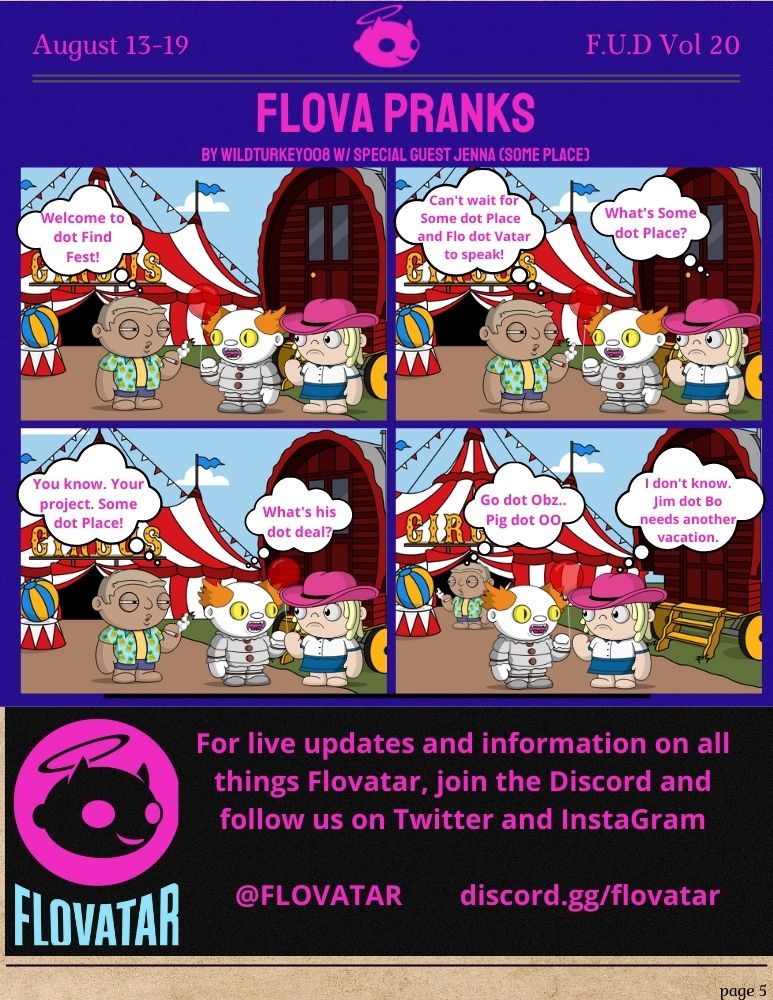 August 13-19
F.U.D Vol 20
FLOVA PRANKS
BY WILDTURKEY008 W/ SPECIAL GUEST JENNA (SOME PLACE)
Welcome to
dot Find
Fest!
CIRCUS
Can't wait for
Some dot Place
and Flo dot Vatar
to speak!
What's Some
dot Place?
CIRCUS
You know. Your
project. Some
dot Place!
What's his
dot deal?
CIRCUS
Go dot Obz..
Pig dot OO
I don't know.
Jim dot Bo
needs another
vacation.
CIRC
For live updates and information on all
things Flovatar, join the Discord and
follow us on Twitter and InstaGram
@FLOVATAR
discord.gg/flovatar
FLOVATAR
page 5